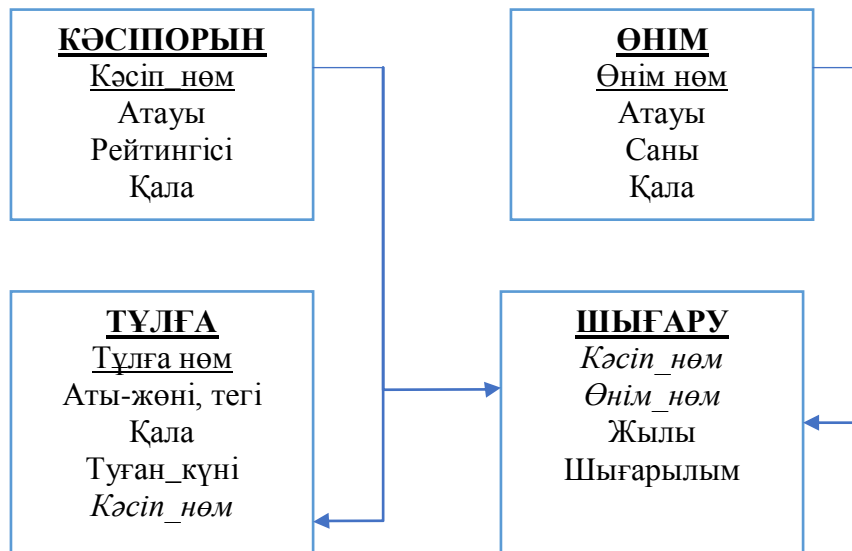 КӘСІПОРЫН
Кәсіп_нөм
Атауы
Рейтингісі
Қала
ӨНІМ
Өнім нөм
Атауы
Саны
Қала
ТҰЛҒА
Тұлға нөм
Аты-жөні, тегі
Қала
Туған_күні
Кәсіп_нөм
ШЫҒАРУ
Кәсіп_нөм
Өнім_нөм
Жылы
Шығарылым